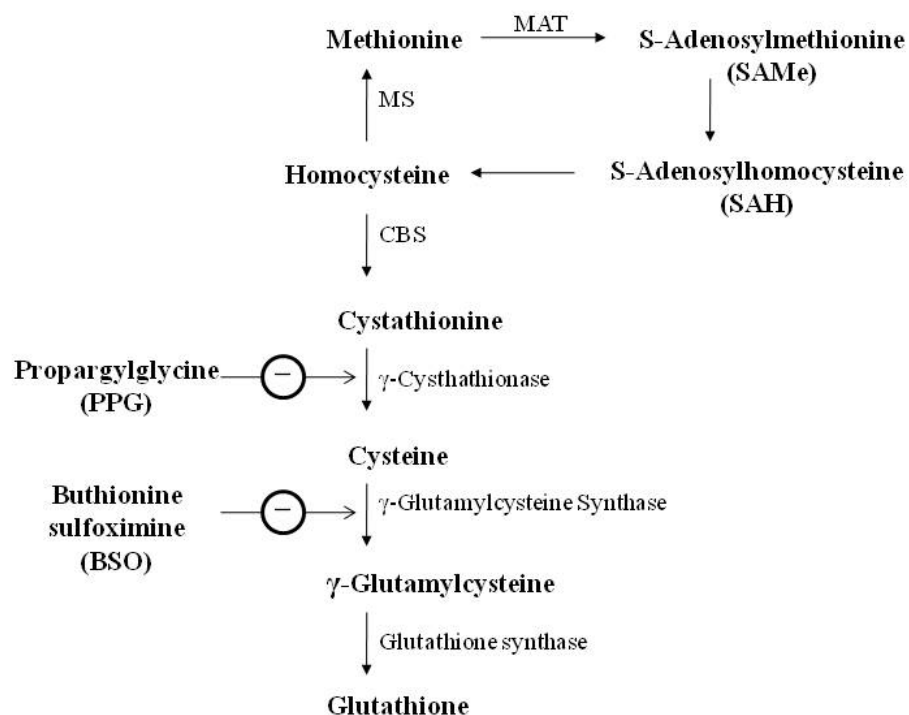 MAT
Methionine
S-Adenosylmethionine
(SAMe)
MS
Homocysteine
S-Adenosylhomocysteine
(SAH)
CBS
Cystathionine
Propargylglycine
(PPG)
−
γ-Cysthathionase
Cysteine
Buthionine
sulfoximine
(BSO)
−
γ-Glutamylcysteine Synthase
γ-Glutamylcysteine
Glutathione synthase
Glutathione